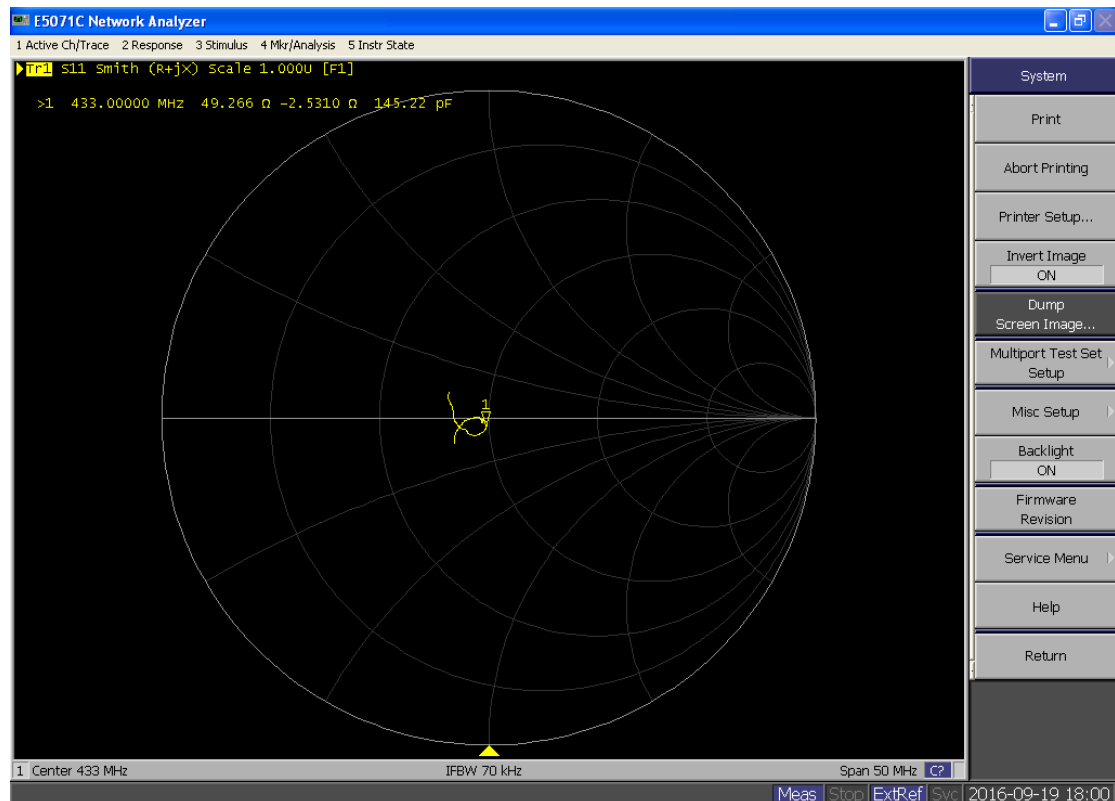 E5071C Network Analyzer
1 Active Ch/Trace 2 Response 3 Stimulus 4 Mkr/Analysis 5 Instr State
Tr1 S11 Smith (R+jX) Scale 1.000U [F1]
>1 433.00000 MHz 49.266 Ω -2.5310 Ω 145.22 pF
1
System
Print
Abort Printing
Printer Setup...
Invert Image
ON
Dump
Screen Image...
Multiport Test Set
Setup
Misc Setup
Backlight
ON
Firmware
Revision
Service Menu
Help
Return
1 Center 433 MHz IFBW 70 kHz Span 50 MHz C?
Meas Stop ExtRef Svc 2016-09-19 18:00